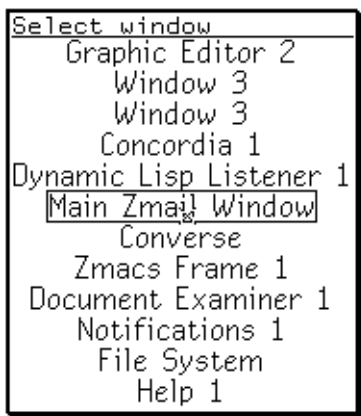 Select window
Graphic Editor 2
Window 3
Window 3
Concordia 1
Dynamic Lisp Listener 1
Main Zmail Window
Converse
Zmacs Frame 1
Document Examiner 1
Notifications 1
File System
Help 1